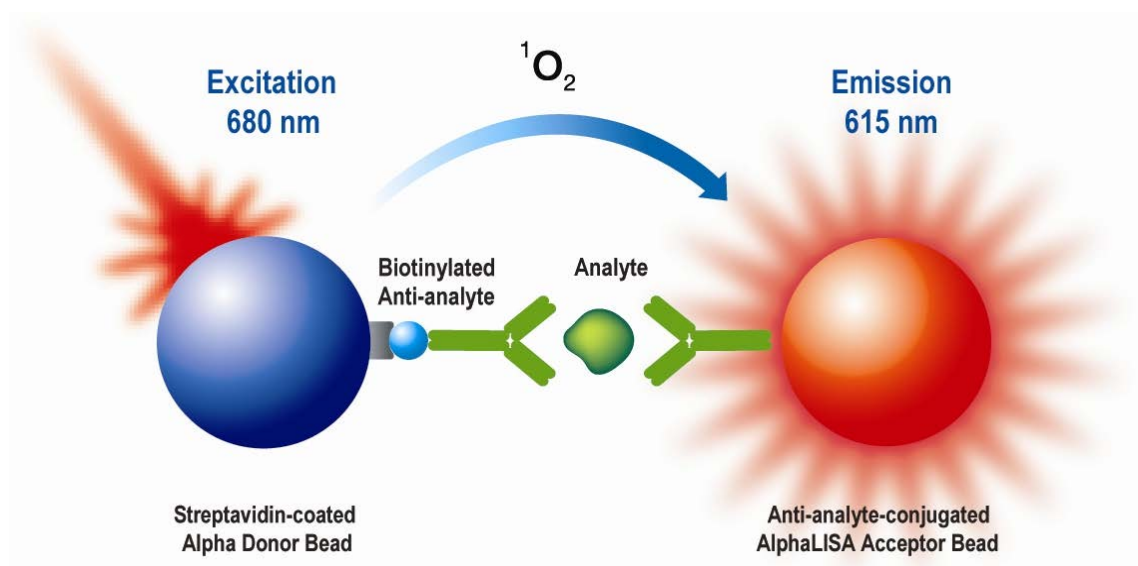 Excitation
680 nm
¹O₂
Emission
615 nm
Biotinylated
Anti-analyte
Analyte
Streptavidin-coated
Alpha Donor Bead
Anti-analyte-conjugated
AlphaLISA Acceptor Bead